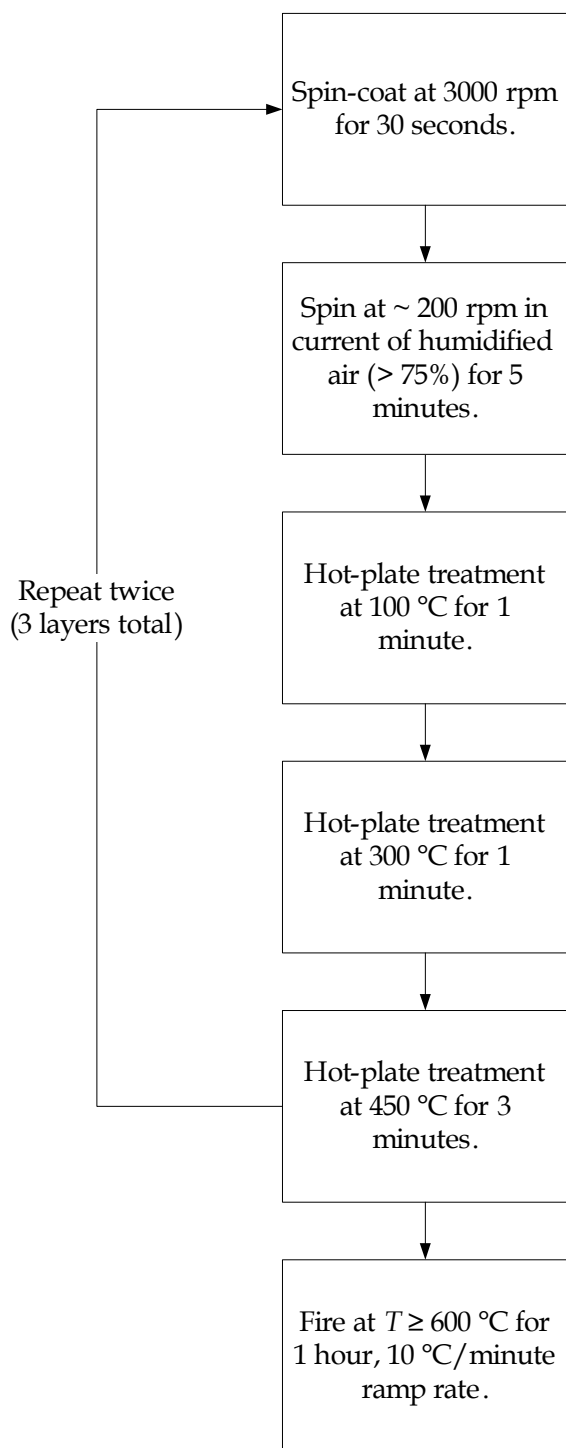 Spin-coat at 3000 rpm
for 30 seconds.
Spin at ~ 200 rpm in
current of humidified
air (> 75%) for 5
minutes.
Hot-plate treatment
at 100 °C for 1
minute.
Repeat twice
(3 layers total)
Hot-plate treatment
at 300 °C for 1
minute.
Hot-plate treatment
at 450 °C for 3
minutes.
Fire at T ≥ 600 °C for
1 hour, 10 °C/minute
ramp rate.